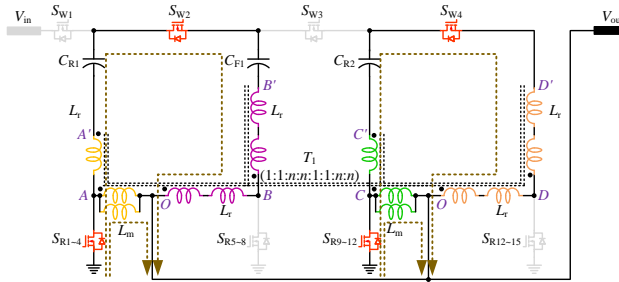 V_in S_W1 S_W2 S_W3 S_W4 V_ou
C_R1 C_F1 C_R2
B' D'
L_r L_r L_r
A' C'
T_1
(1:1:n:n:1:1:n:n)
A O B C O D
L_r L_r
L_m L_m
S_R1~4 S_R5~8 S_R9~12 S_R12~15